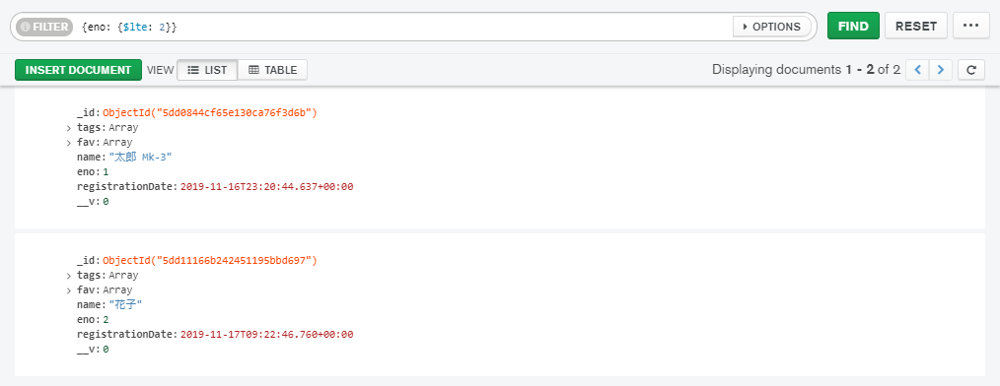 FILTER {eno: {$lte: 2}} OPTIONS FIND RESET ...
INSERT DOCUMENT VIEW LIST TABLE Displaying documents 1 - 2 of 2
_id: ObjectId("5dd0844cf65e130ca76f3d6b")
tags: Array
fav: Array
name: "太郎 Mk-3"
eno: 1
registrationDate: 2019-11-16T23:20:44.637+00:00
__v: 0
_id: ObjectId("5dd11166b242451195bbd697")
tags: Array
fav: Array
name: "花子"
eno: 2
registrationDate: 2019-11-17T09:22:46.760+00:00
__v: 0